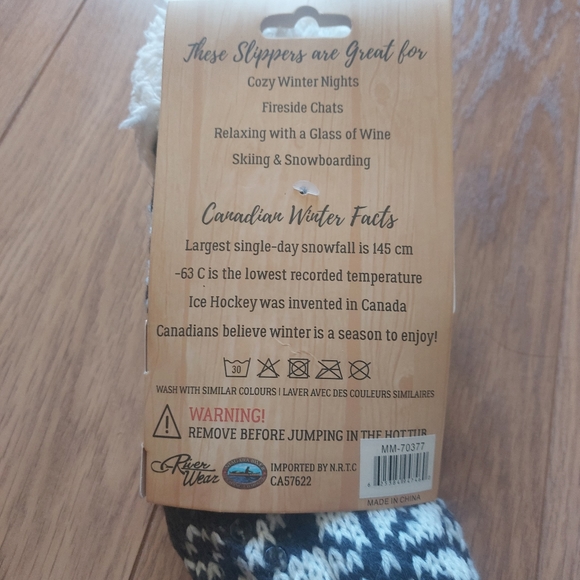 These Slippers are Great for
Cozy Winter Nights
Fireside Chats
Relaxing with a Glass of Wine
Skiing & Snowboarding
Canadian Winter Facts
Largest single-day snowfall is 145 cm
-63 C is the lowest recorded temperature
Ice Hockey was invented in Canada
Canadians believe winter is a season to enjoy!
30
WASH WITH SIMILAR COLOURS | LAVER AVEC DES COULEURS SIMILAIRES
WARNING!
REMOVE BEFORE JUMPING IN THE HOT TUB
River Wear
IMPORTED BY N.R.T.C
CA57622
MM-70377
MADE IN CHINA